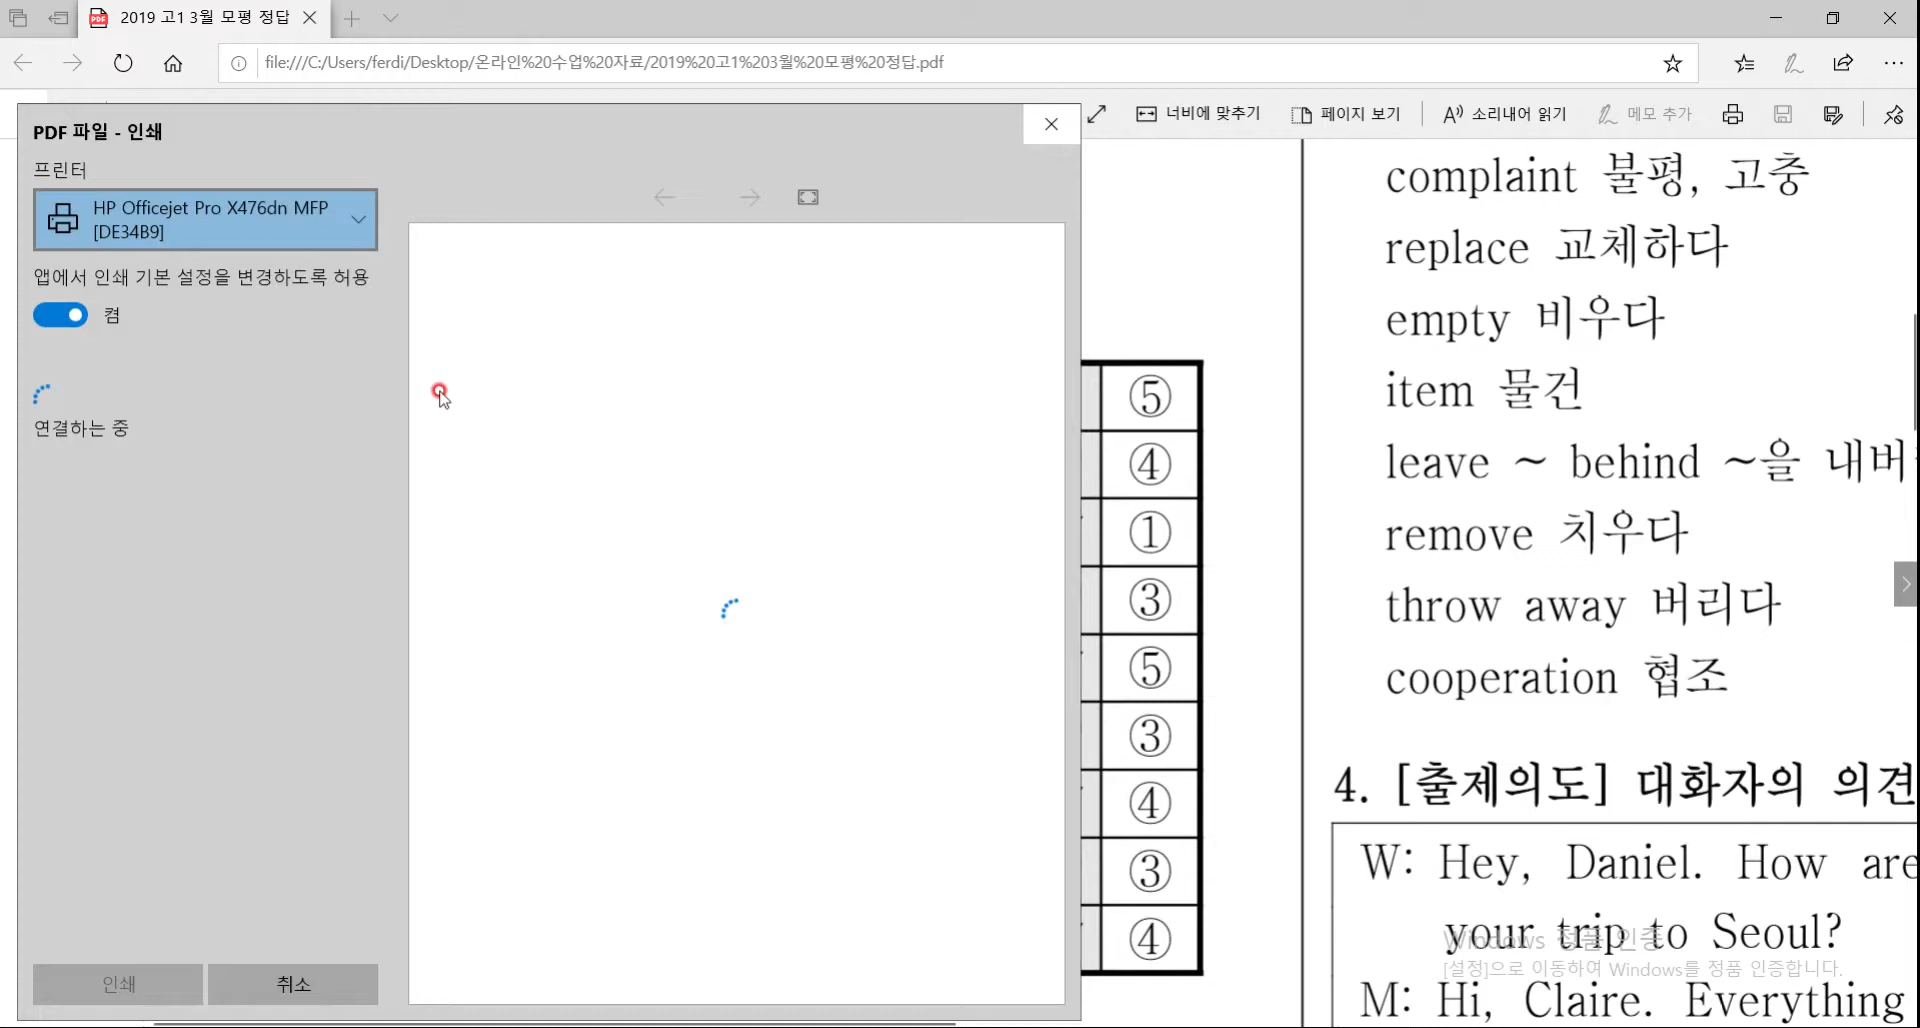 2019 고1 3월 모평 정답
file:///C:/Users/ferdi/Desktop/온라인%20수업%20자료/2019%20고1%203월%20모평%20정답.pdf
너비에 맞추기
페이지 보기
소리내어 읽기
메모 추가
PDF 파일 - 인쇄
프린터
HP Officejet Pro X476dn MFP
[DE34B9]
앱에서 인쇄 기본 설정을 변경하도록 허용
켬
연결하는 중
인쇄
취소
⑤
④
①
③
⑤
③
④
③
④
complaint 불평, 고충
replace 교체하다
empty 비우다
item 물건
leave ~ behind ~을 내버
remove 치우다
throw away 버리다
cooperation 협조
4. [출제의도] 대화자의 의견
W: Hey, Daniel. How are
your trip to Seoul?
M: Hi, Claire. Everything
Windows 정품 인증
[설정]으로 이동하여 Windows를 정품 인증합니다.